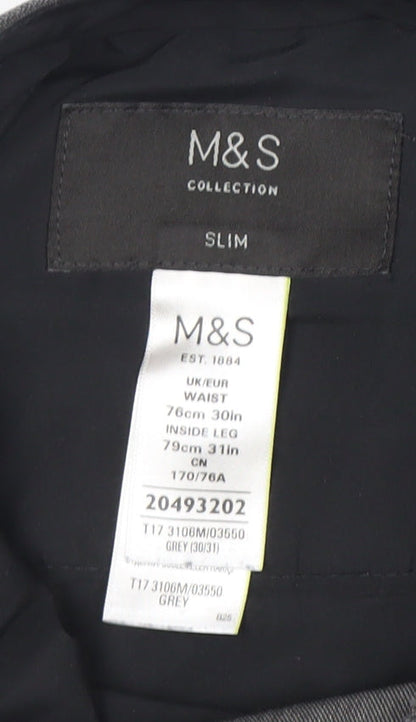 M&S
COLLECTION
SLIM
M&S
EST. 1884
UK/EUR
WAIST
76cm 30in
INSIDE LEG
79cm 31in
CN
170/76A
20493202
T17 3106M/03550
GREY (30/31)
T17 3106M/03550
GREY